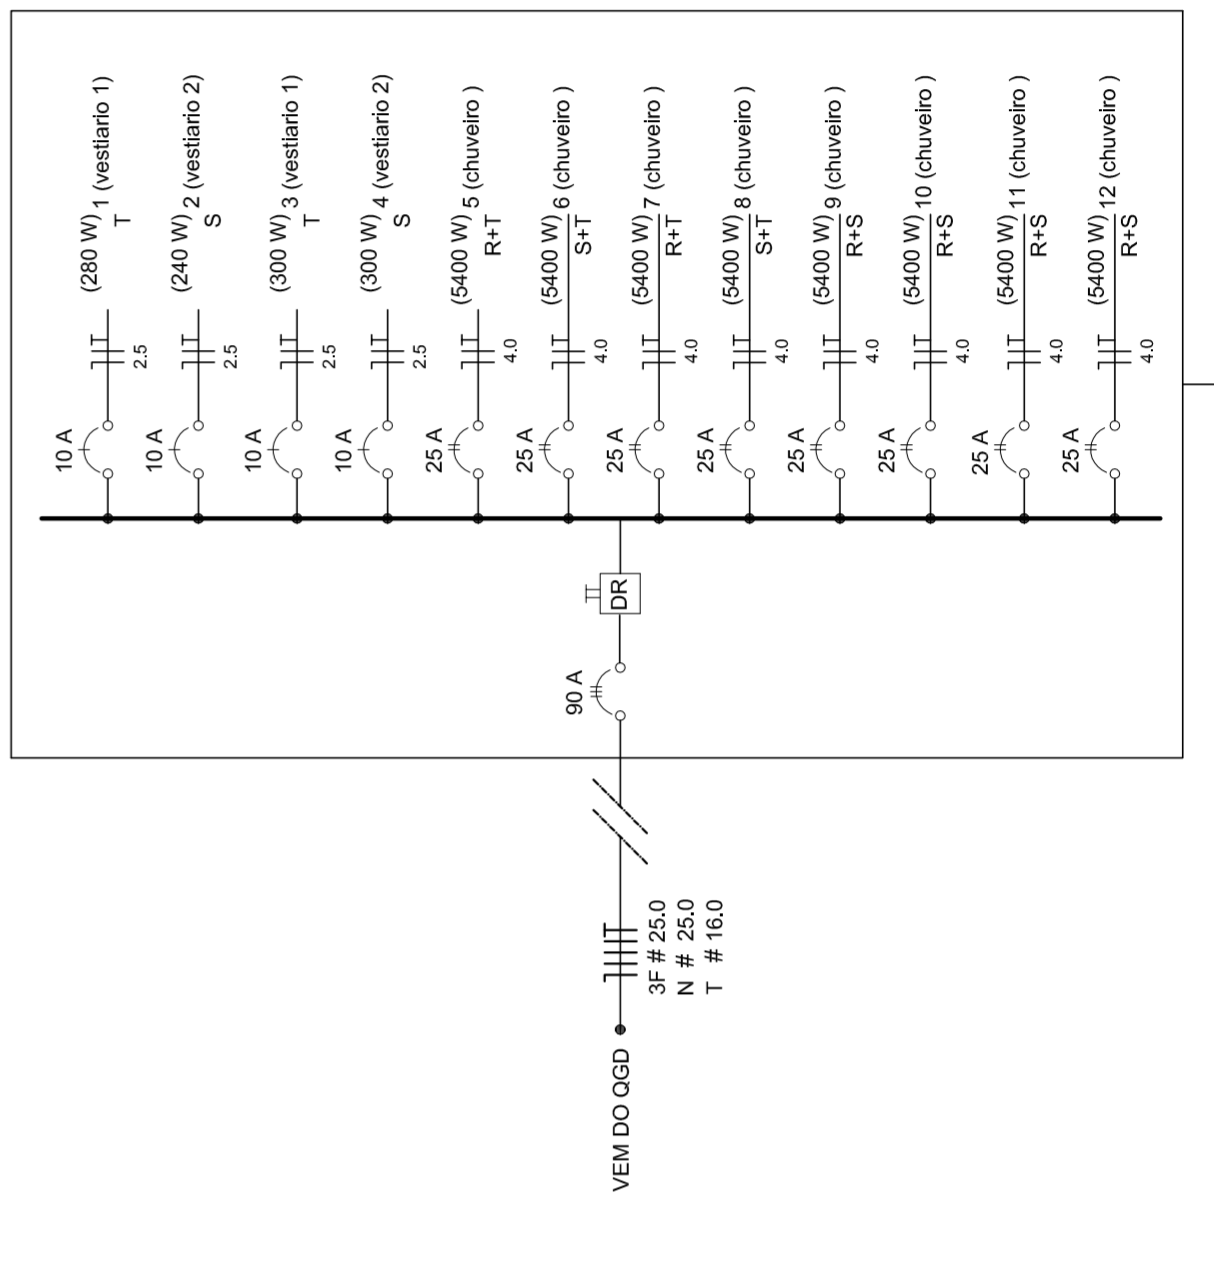 10 A
2.5
(280 W) 1 (vestiario 1)
T
10 A
2.5
(240 W) 2 (vestiario 2)
S
10 A
2.5
(300 W) 3 (vestiario 1)
T
10 A
2.5
(300 W) 4 (vestiario 2)
S
25 A
4.0
(5400 W) 5 (chuveiro )
R+T
25 A
4.0
(5400 W) 6 (chuveiro )
S+T
25 A
4.0
(5400 W) 7 (chuveiro )
R+T
25 A
4.0
(5400 W) 8 (chuveiro )
S+T
25 A
4.0
(5400 W) 9 (chuveiro )
R+S
25 A
4.0
(5400 W) 10 (chuveiro )
R+S
25 A
4.0
(5400 W) 11 (chuveiro )
R+S
25 A
4.0
(5400 W) 12 (chuveiro )
R+S
DR
90 A
3F # 25.0
N # 25.0
T # 16.0
VEM DO QGD